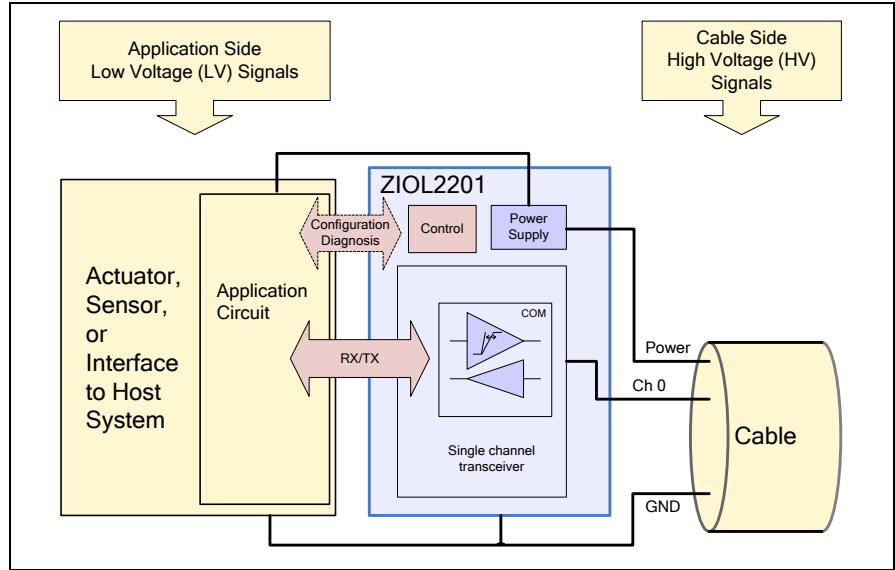 Application Side
Low Voltage (LV) Signals
Cable Side
High Voltage (HV)
Signals
ZIOL2201
Configuration
Diagnosis
Control
Power
Supply
Actuator,
Sensor,
or
Interface
to Host
System
Application
Circuit
COM
RX/TX
Single channel
transceiver
Power
Ch 0
Cable
GND